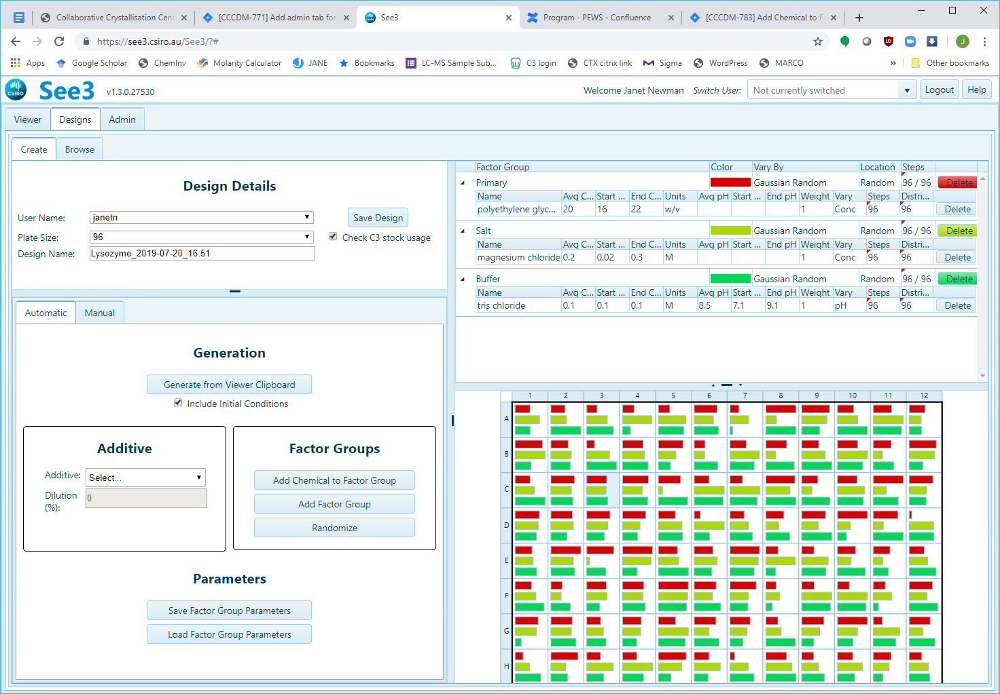 Collaborative Crystallisation Cent
[CCCDM-771] Add admin tab for
See3
Program - PEWS - Confluence
[CCCDM-783] Add Chemical to F
https://see3.csiro.au/See3/?#
J
Apps Google Scholar ChemInv Molarity Calculator JANE Bookmarks LC-MS Sample Sub... C3 login CTX citrix link Sigma WordPress MARCO » Other bookmarks
CSIRO See3 v1.3.0.27530 Welcome Janet Newman Switch User: Not currently switched Logout Help
Viewer Designs Admin
Create Browse
Design Details
User Name: janetn Save Design
Plate Size: 96 Check C3 stock usage
Design Name: Lysozyme_2019-07-20_16:51
Automatic Manual
Generation
Generate from Viewer Clipboard
Include Initial Conditions
Additive
Additive: Select...
Dilution (%): 0
Factor Groups
Add Chemical to Factor Group
Add Factor Group
Randomize
Parameters
Save Factor Group Parameters
Load Factor Group Parameters
Factor Group Color Vary By Location Steps
Primary Gaussian Random Random 96 / 96 Delete
Name Avg C... Start ... End C... Units Avg pH Start ... End pH Weight Vary Steps Distri...
polyethylene glyc... 20 16 22 w/v 1 Conc 96 96 Delete
Salt Gaussian Random Random 96 / 96 Delete
Name Avg C... Start ... End C... Units Avg pH Start ... End pH Weight Vary Steps Distri...
magnesium chloride 0.2 0.02 0.3 M 1 Conc 96 96 Delete
Buffer Gaussian Random Random 96 / 96 Delete
Name Avg C... Start ... End C... Units Avg pH Start ... End pH Weight Vary Steps Distri...
tris chloride 0.1 0.1 0.1 M 8.5 7.1 9.1 1 pH 96 96 Delete
1 2 3 4 5 6 7 8 9 10 11 12
A
B
C
D
E
F
G
H